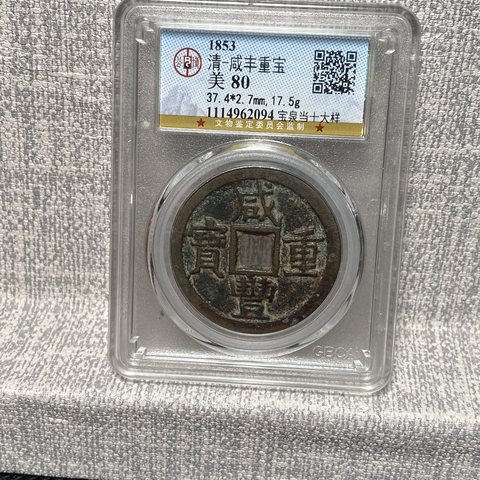 1853
清-咸丰重宝
美 80
37.4*2.7mm,17.5g
1114962094 宝泉当十大样
★ 文物鉴定委员会监制 ★
咸豐重寶
GBCA